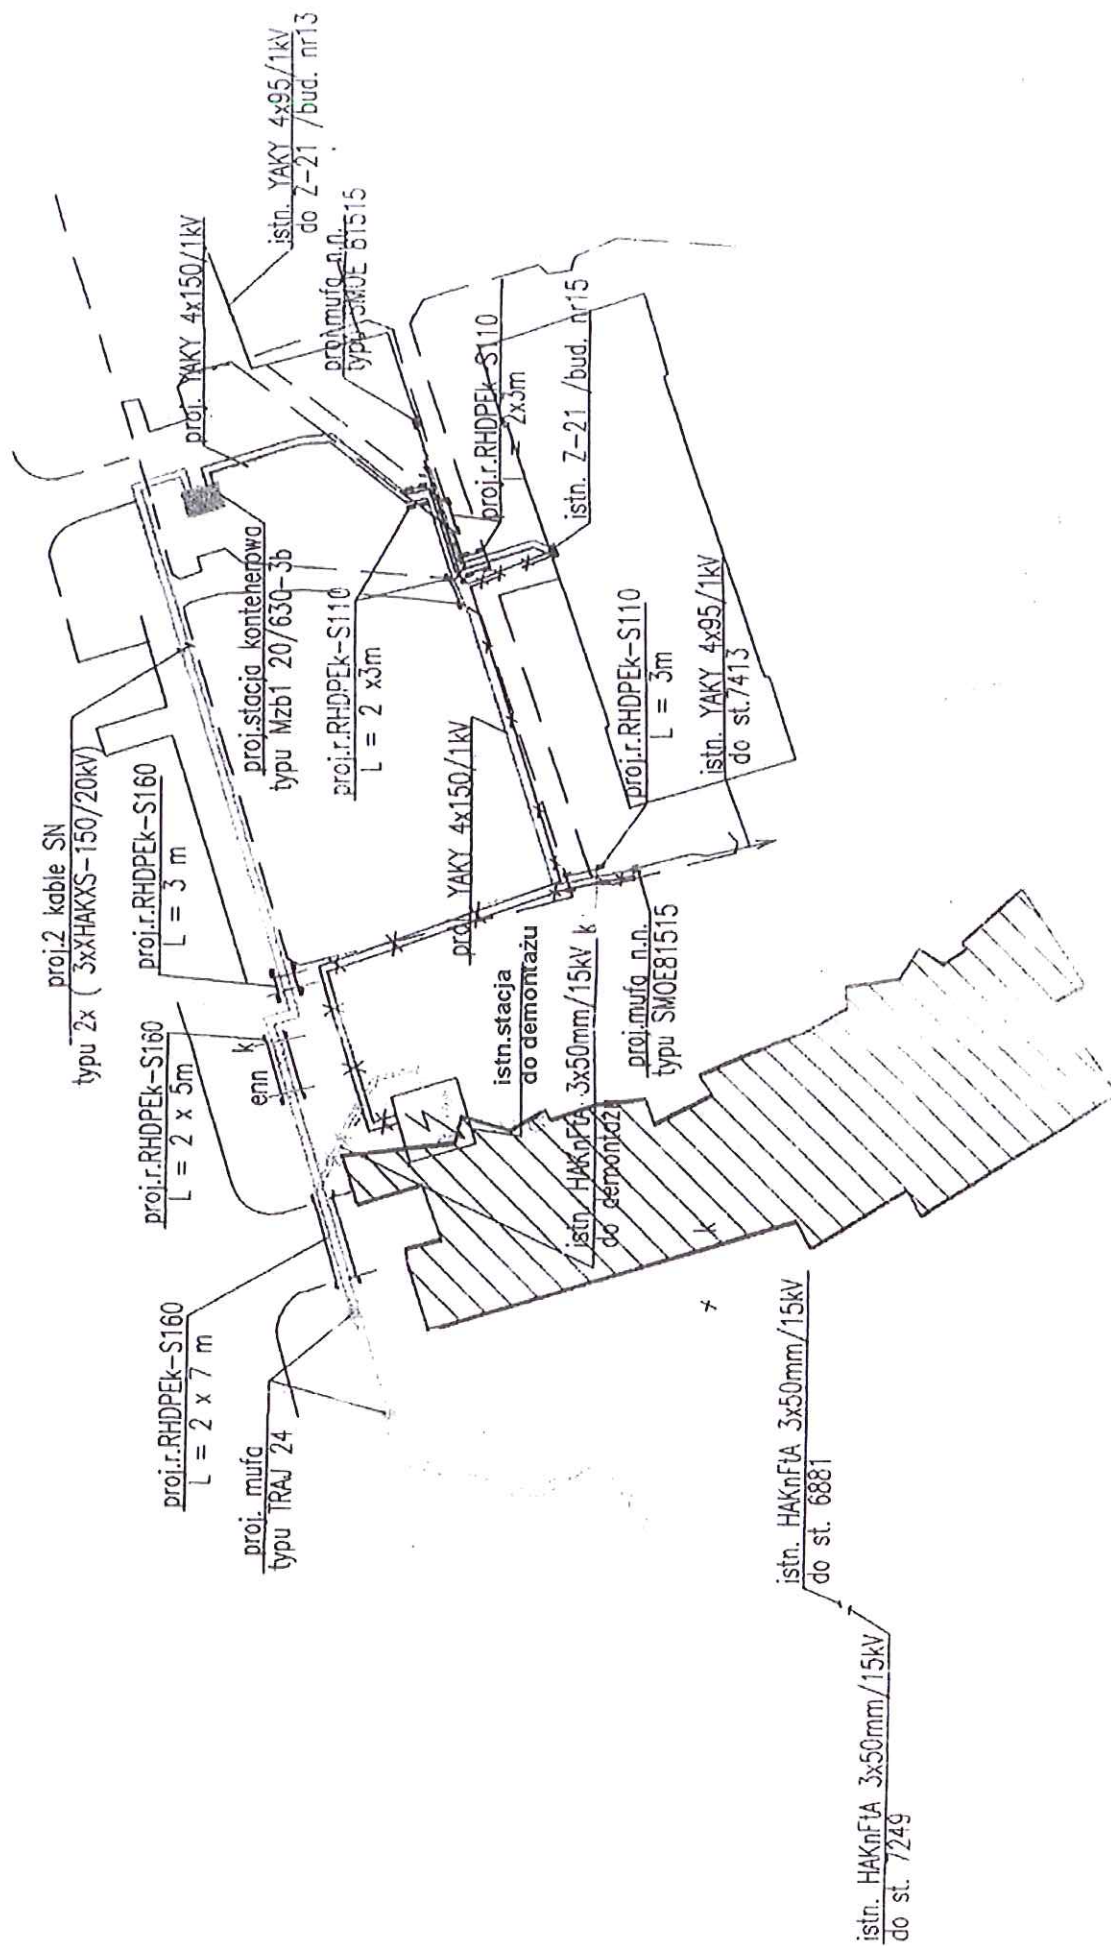 proj.2 kable SN
typu 2x ( 3xXHAKXS-150/20kV)
proj.r.RHDPEk-S160
L = 3 m
proj.r.RHDPEk-S160
L = 2 x 5m
proj.r.RHDPEk-S160
L = 2 x 7 m
proj. mufa
typu TRAJ 24
enn
k
proj. YAKY 4x150/1kV
istn. YAKY 4x95/1kV
do Z-21 /bud. nr13
proj.mufa n.n.
typu SMOE 81515
proj.stacja kontenerowa
typu Mzb1 20/630-3b
proj.r.RHDPEk-S110
L = 2 x3m
proj.r.RHDPEk-S110
2x3m
istn. Z-21 /bud. nr15
proj. YAKY 4x150/1kV
proj.r.RHDPEk-S110
L = 3m
istn. YAKY 4x95/1kV
do st.7413
istn.stacja
do demontażu
istn. HAKnFtA 3x50mm/15kV k
do demontażu
proj.mufa n.n.
typu SMOE81515
k
istn. HAKnFtA 3x50mm/15kV
do st. 6881
istn. HAKnFtA 3x50mm/15kV
do st. 7249